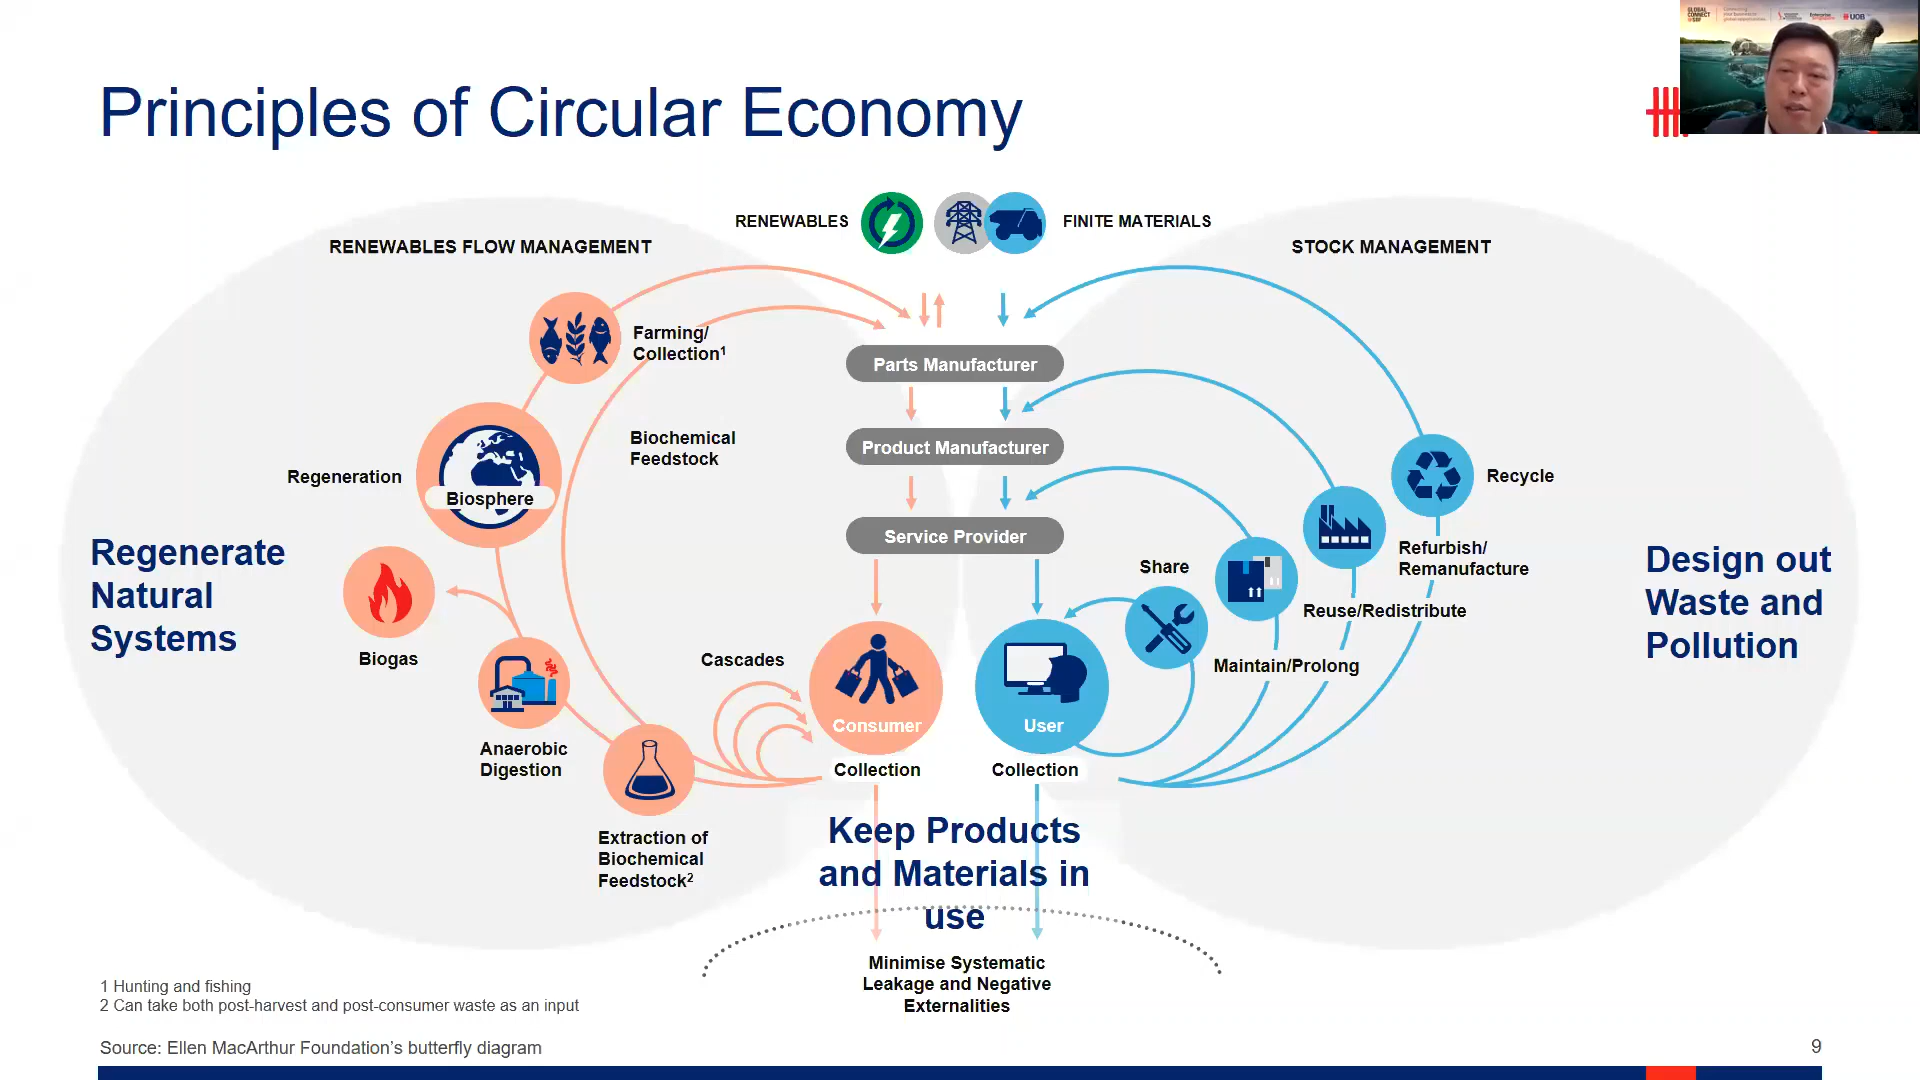 Principles of Circular Economy
GLOBAL
CONNECT
@SBF
UOB
RENEWABLES
FINITE MATERIALS
RENEWABLES FLOW MANAGEMENT
STOCK MANAGEMENT
Farming/
Collection1
Parts Manufacturer
Biochemical
Feedstock
Product Manufacturer
Regeneration
Biosphere
Recycle
Service Provider
Refurbish/
Remanufacture
Share
Reuse/Redistribute
Regenerate
Natural
Systems
Design out
Waste and
Pollution
Biogas
Cascades
Maintain/Prolong
Consumer
User
Anaerobic
Digestion
Collection
Collection
Extraction of
Biochemical
Feedstock2
Keep Products
and Materials in
use
Minimise Systematic
Leakage and Negative
Externalities
1 Hunting and fishing
2 Can take both post-harvest and post-consumer waste as an input
Source: Ellen MacArthur Foundation’s butterfly diagram
9